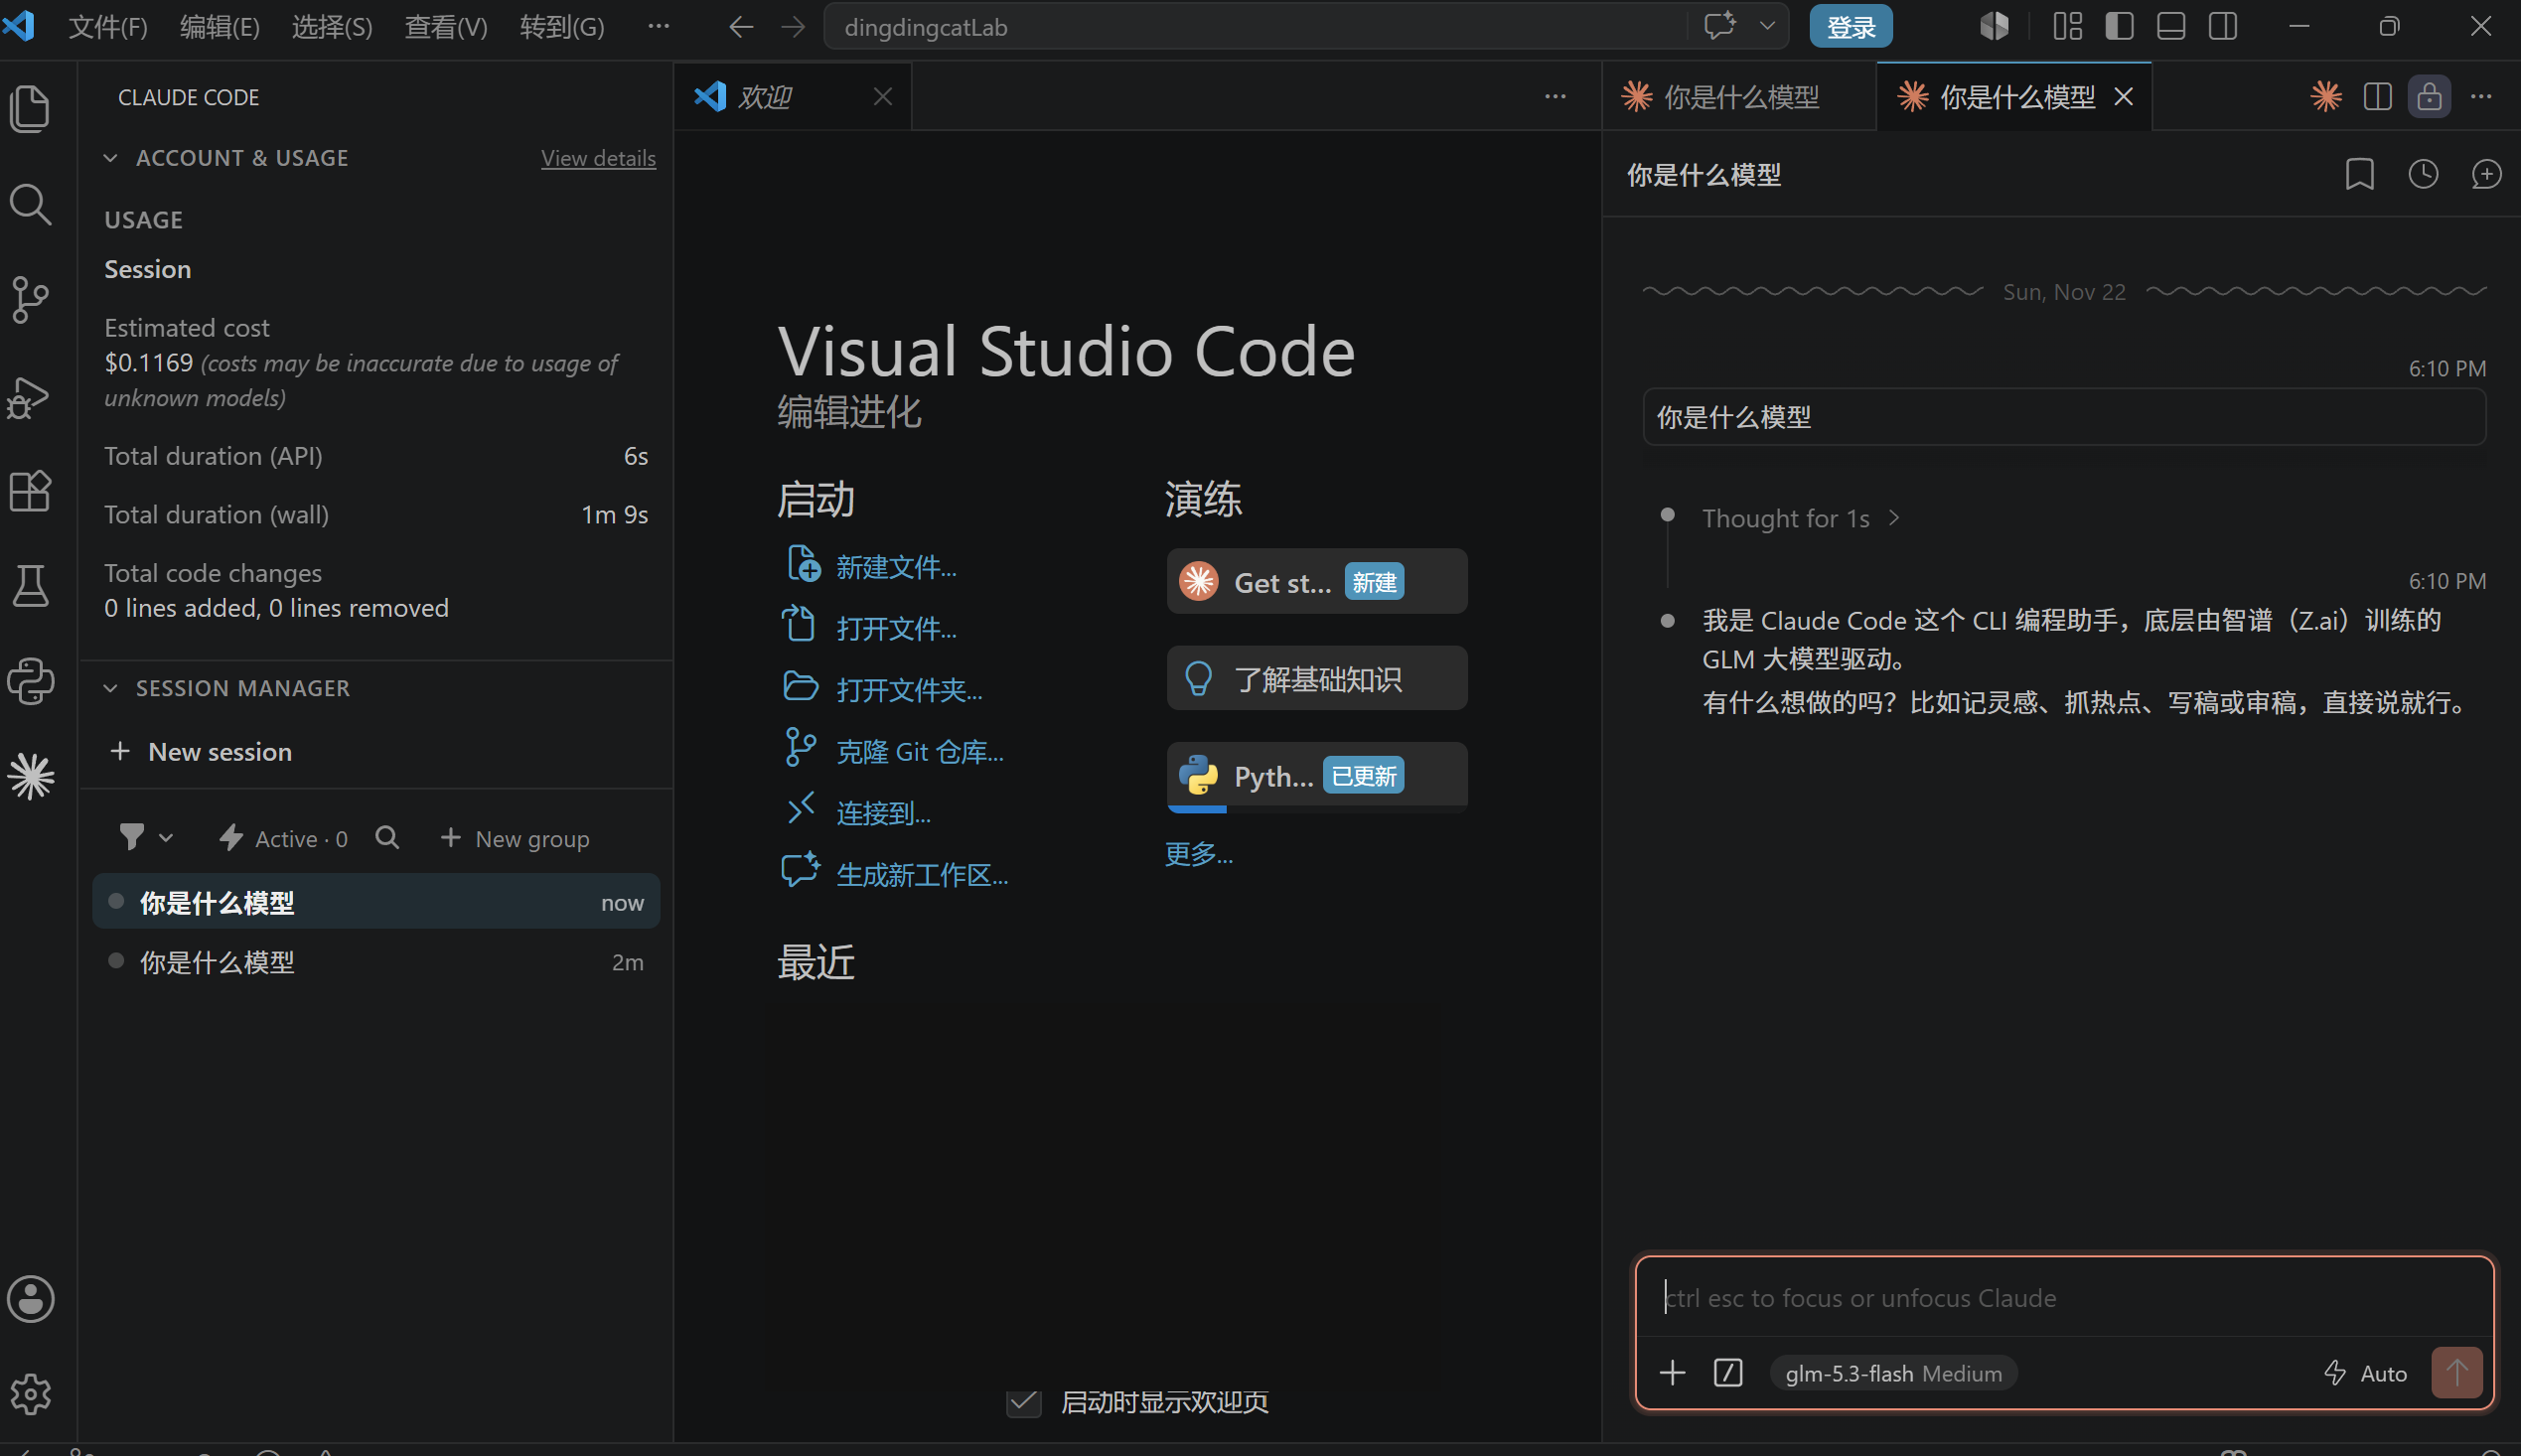 文件(F) 编辑(E) 选择(S) 查看(V) 转到(G) ···
dingdingcatLab
登录
CLAUDE CODE
ACCOUNT & USAGE View details
USAGE
Session
Estimated cost
$0.1169 (costs may be inaccurate due to usage of
unknown models)
Total duration (API) 6s
Total duration (wall) 1m 9s
Total code changes
0 lines added, 0 lines removed
SESSION MANAGER
+ New session
Active · 0
+ New group
你是什么模型 now
你是什么模型 2m
欢迎
Visual Studio Code
编辑进化
启动
新建文件...
打开文件...
打开文件夹...
克隆 Git 仓库...
连接到...
生成新工作区...
最近
演练
Get st... 新建
了解基础知识
Pyth... 已更新
更多...
启动时显示欢迎页
你是什么模型
你是什么模型
你是什么模型
Sun, Nov 22
6:10 PM
你是什么模型
Thought for 1s
6:10 PM
我是 Claude Code 这个 CLI 编程助手，底层由智谱（Z.ai）训练的
GLM 大模型驱动。
有什么想做的吗？比如记灵感、抓热点、写稿或审稿，直接说就行。
ctrl esc to focus or unfocus Claude
glm-5.3-flash Medium
Auto